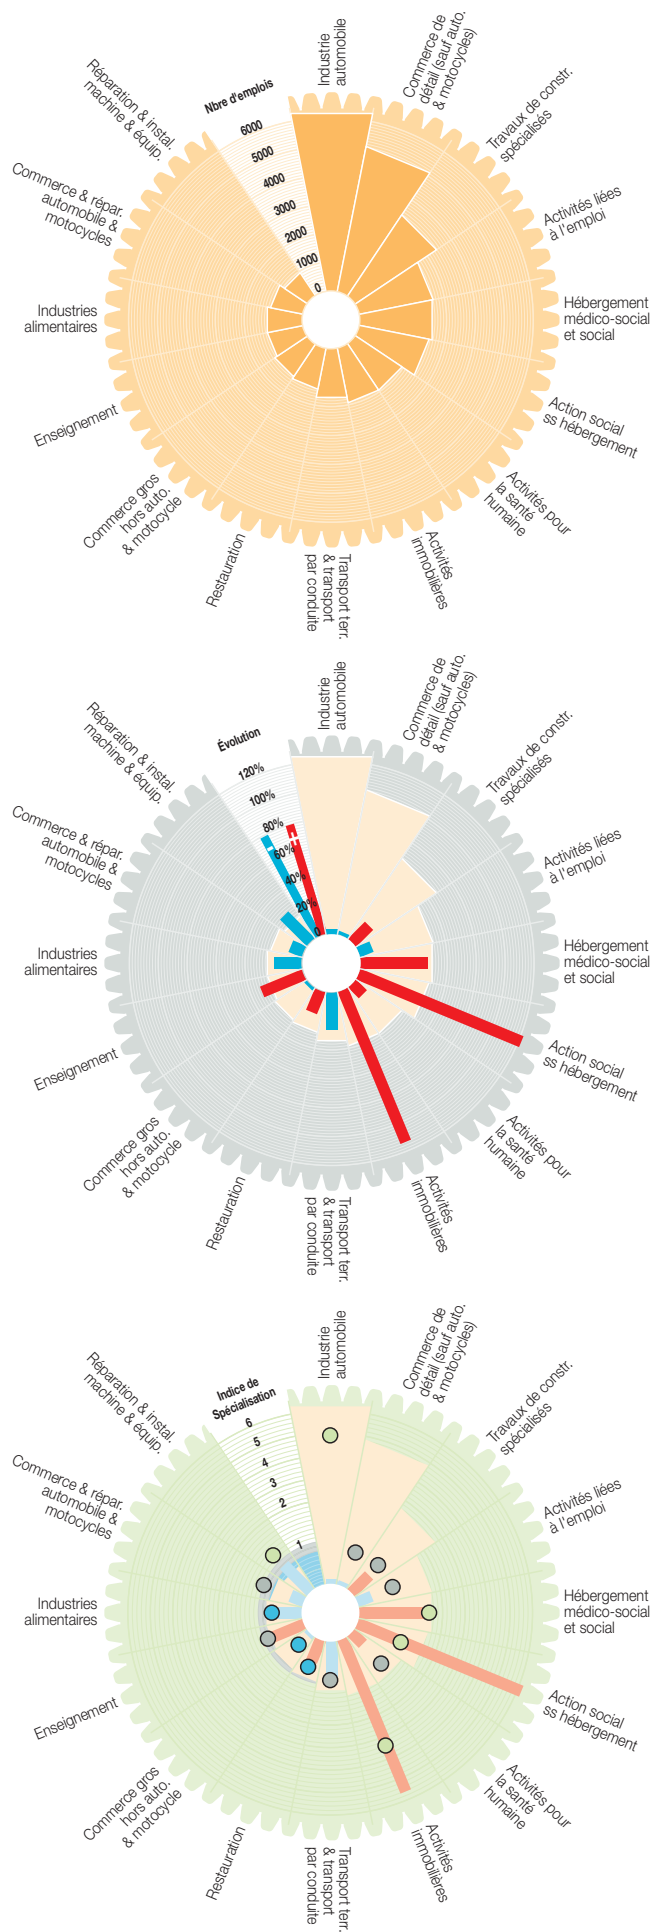 Nbre d'emplois
6000
5000
4000
3000
2000
1000
0
Industrie
automobile
Commerce de
détail (sauf auto.
& motocycles)
Travaux de constr.
spécialisés
Activités liées
à l'emploi
Hébergement
médico-social
et social
Action social
ss hébergement
Activités pour
la santé
humaine
Activités
immobilières
Transport terr.
& transport
par conduite
Restauration
Commerce gros
hors auto.
& motocycle
Enseignement
Industries
alimentaires
Commerce & répar.
automobile &
motocycles
Réparation & instal.
machine & équip.
Évolution
120%
100%
80%
60%
40%
20%
0
Industrie
automobile
Commerce de
détail (sauf auto.
& motocycles)
Travaux de constr.
spécialisés
Activités liées
à l'emploi
Hébergement
médico-social
et social
Action social
ss hébergement
Activités pour
la santé
humaine
Activités
immobilières
Transport terr.
& transport
par conduite
Restauration
Commerce gros
hors auto.
& motocycle
Enseignement
Industries
alimentaires
Commerce & répar.
automobile &
motocycles
Réparation & instal.
machine & équip.
Indice de
Spécialisation
6
5
4
3
2
1
Industrie
automobile
Commerce de
détail (sauf auto.
& motocycles)
Travaux de constr.
spécialisés
Activités liées
à l'emploi
Hébergement
médico-social
et social
Action social
ss hébergement
Activités pour
la santé
humaine
Activités
immobilières
Transport terr.
& transport
par conduite
Restauration
Commerce gros
hors auto.
& motocycle
Enseignement
Industries
alimentaires
Commerce & répar.
automobile &
motocycles
Réparation & instal.
machine & équip.